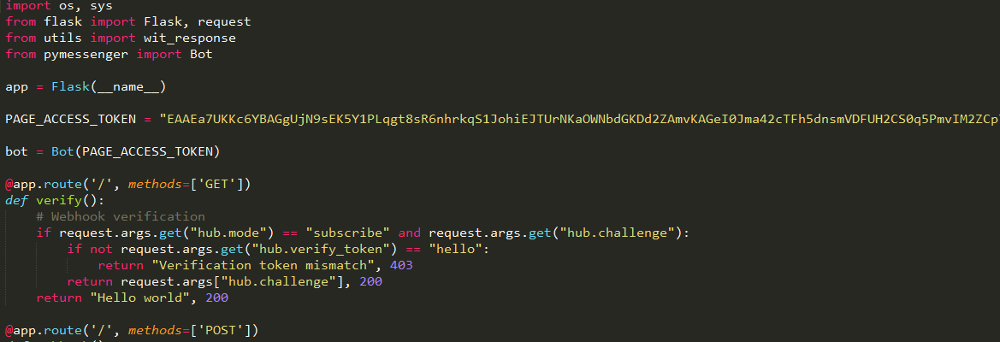 import os, sys
from flask import Flask, request
from utils import wit_response
from pymessenger import Bot
app = Flask(__name__)
PAGE_ACCESS_TOKEN = "EAAEa7UKKc6YBAGgUjN9sEK5Y1PLqgt8sR6nhrkqS1JohiEJTUrNKaOWNbdGKDd2ZAmvKAGeI0Jma42cTFh5dnsmVDFUH2CS0q5PmvIM2ZCp
bot = Bot(PAGE_ACCESS_TOKEN)
@app.route('/', methods=['GET'])
def verify():
    # Webhook verification
    if request.args.get("hub.mode") == "subscribe" and request.args.get("hub.challenge"):
        if not request.args.get("hub.verify_token") == "hello":
            return "Verification token mismatch", 403
        return request.args["hub.challenge"], 200
    return "Hello world", 200
@app.route('/', methods=['POST'])